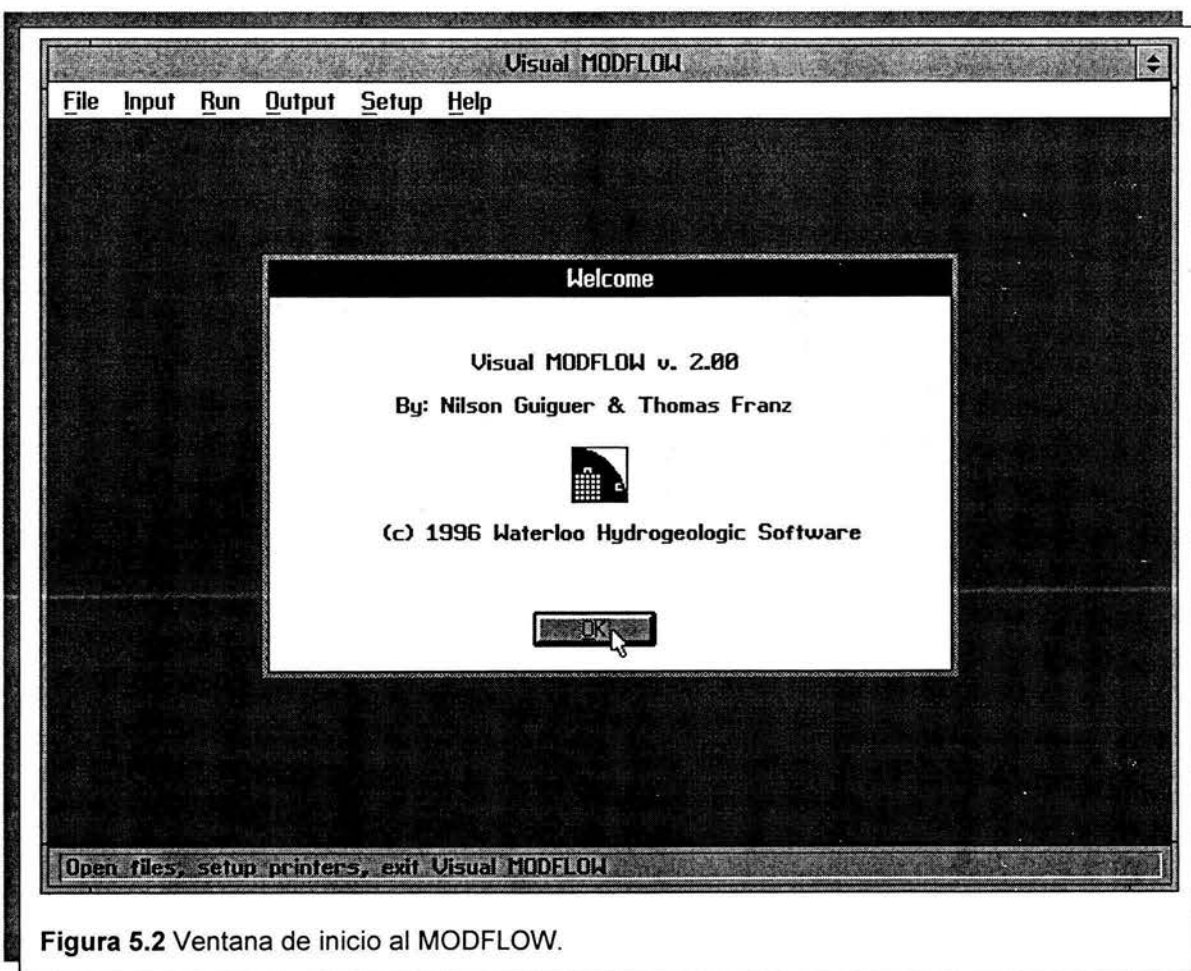 Visual MODFLOW
File Input Run Output Setup Help
Welcome
Visual MODFLOW v. 2.00
By: Nilson Guiguer & Thomas Franz
(c) 1996 Waterloo Hydrogeologic Software
OK
Open files, setup printers, exit Visual MODFLOW
Figura 5.2 Ventana de inicio al MODFLOW.